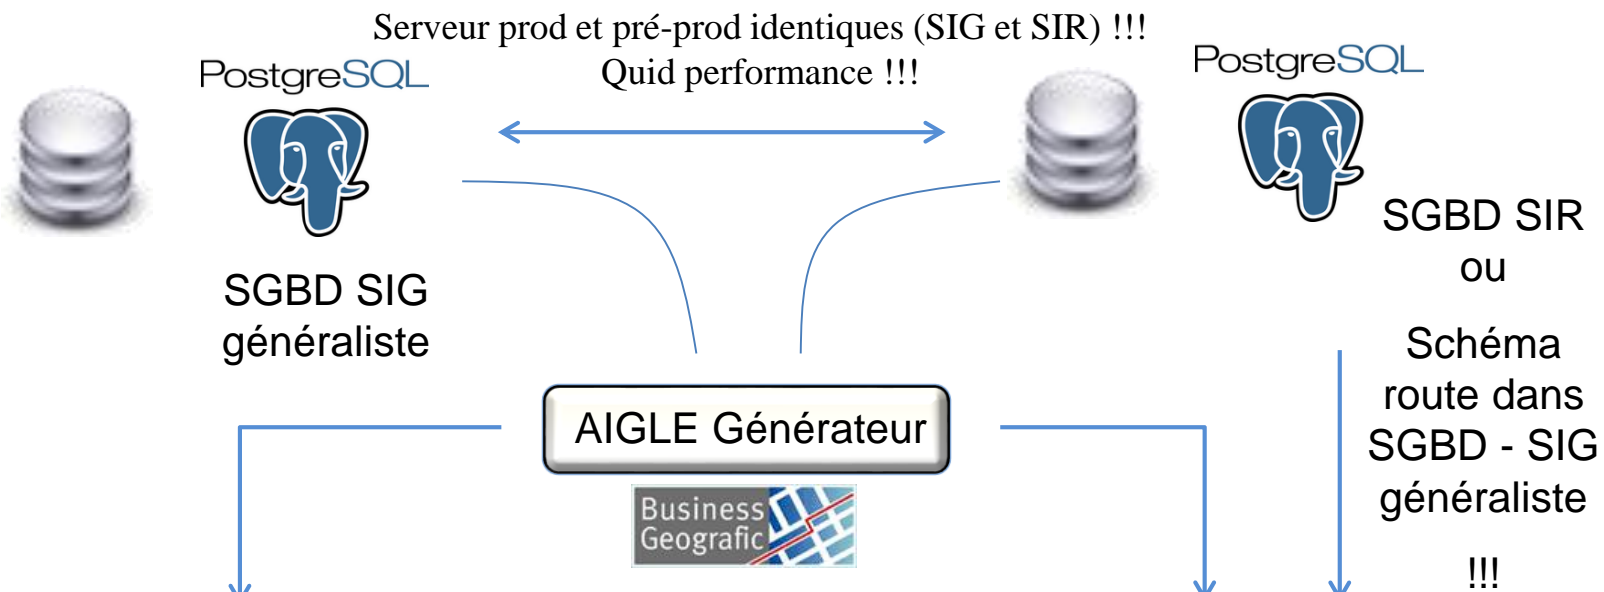 Serveur prod et pré-prod identiques (SIG et SIR) !!!
Quid performance !!!
PostgreSQL
PostgreSQL
SGBD SIG
généraliste
SGBD SIR
ou
Schéma
route dans
SGBD - SIG
généraliste
!!!
AIGLE Générateur
Business
Geografic